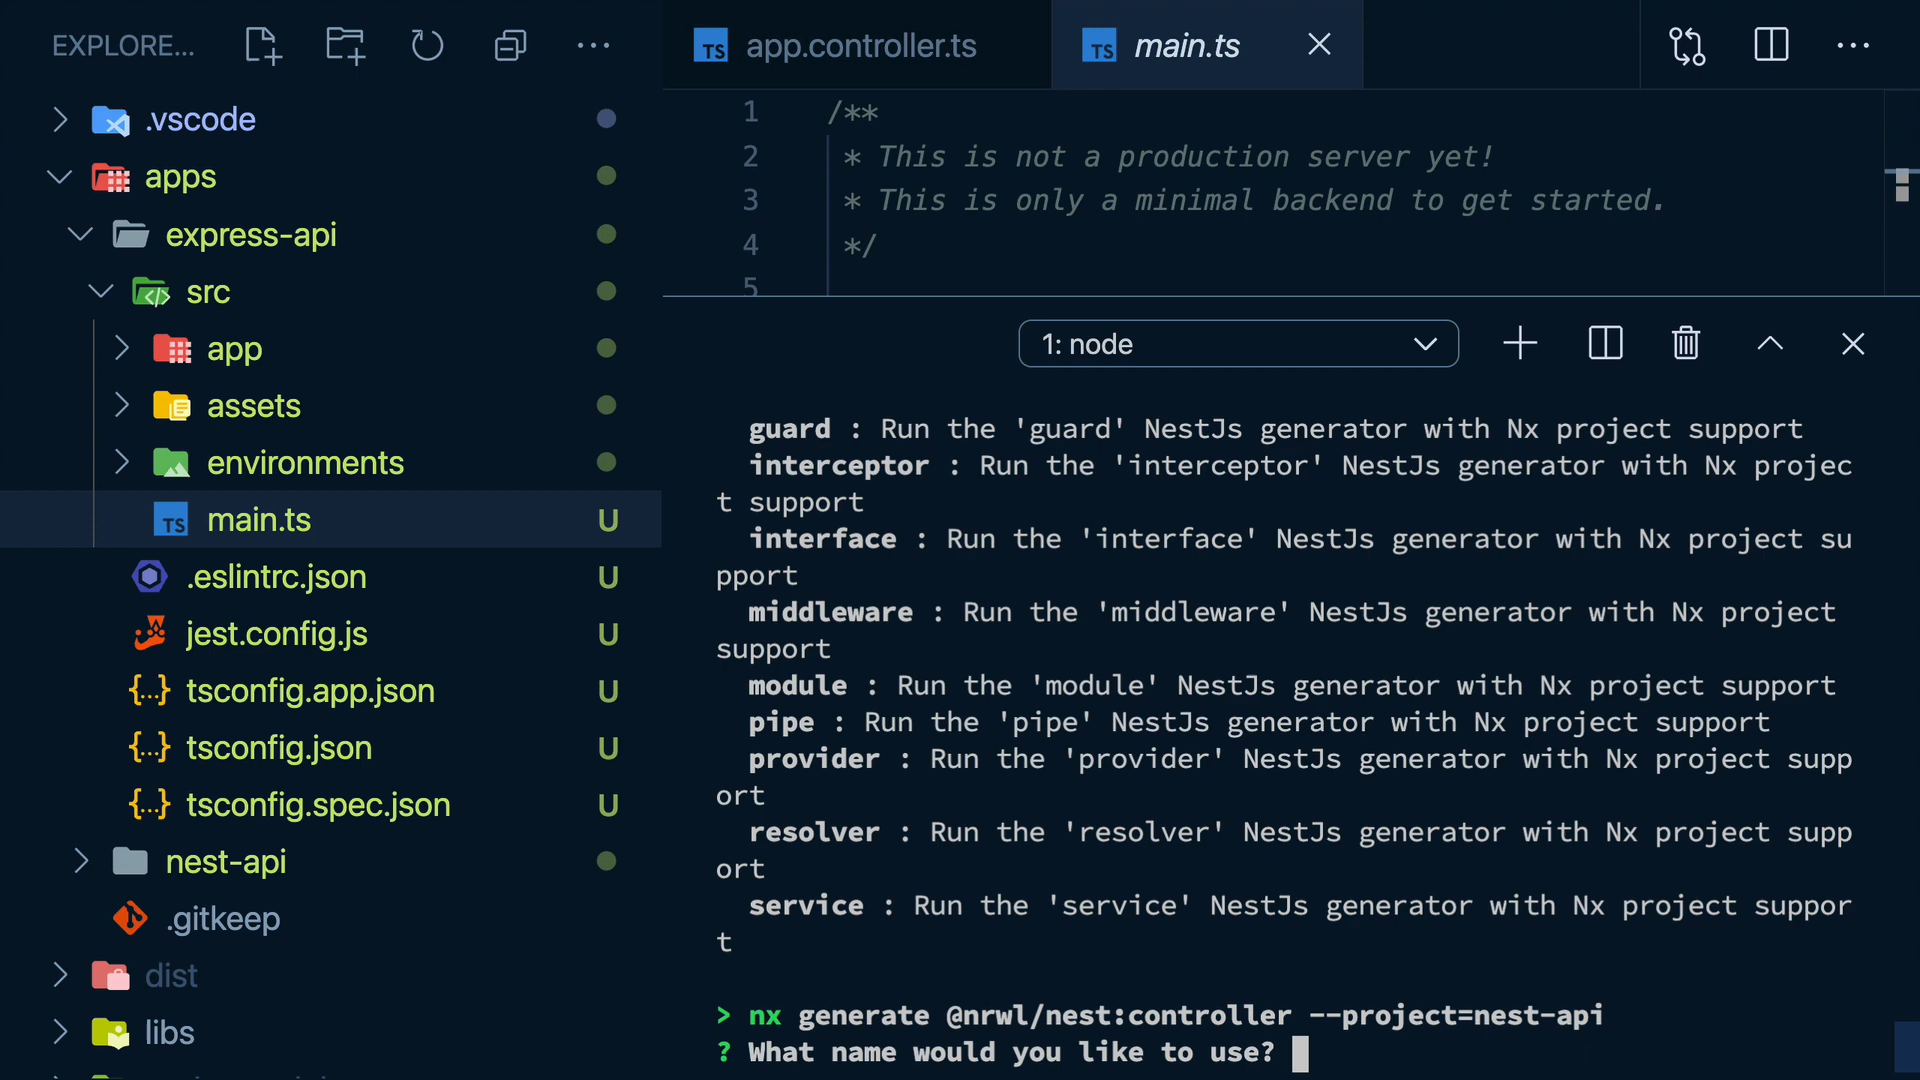 EXPLORE...
TS app.controller.ts
TS main.ts
.vscode
apps
express-api
src
app
assets
environments
TS main.ts U
.eslintrc.json U
jest.config.js U
{..} tsconfig.app.json U
{..} tsconfig.json U
{..} tsconfig.spec.json U
nest-api
.gitkeep
dist
libs
1 /**
2 * This is not a production server yet!
3 * This is only a minimal backend to get started.
4 */
5
1: node
guard : Run the 'guard' NestJs generator with Nx project support
interceptor : Run the 'interceptor' NestJs generator with Nx projec
t support
interface : Run the 'interface' NestJs generator with Nx project su
pport
middleware : Run the 'middleware' NestJs generator with Nx project
support
module : Run the 'module' NestJs generator with Nx project support
pipe : Run the 'pipe' NestJs generator with Nx project support
provider : Run the 'provider' NestJs generator with Nx project supp
ort
resolver : Run the 'resolver' NestJs generator with Nx project supp
ort
service : Run the 'service' NestJs generator with Nx project suppor
t
> nx generate @nrwl/nest:controller --project=nest-api
? What name would you like to use?